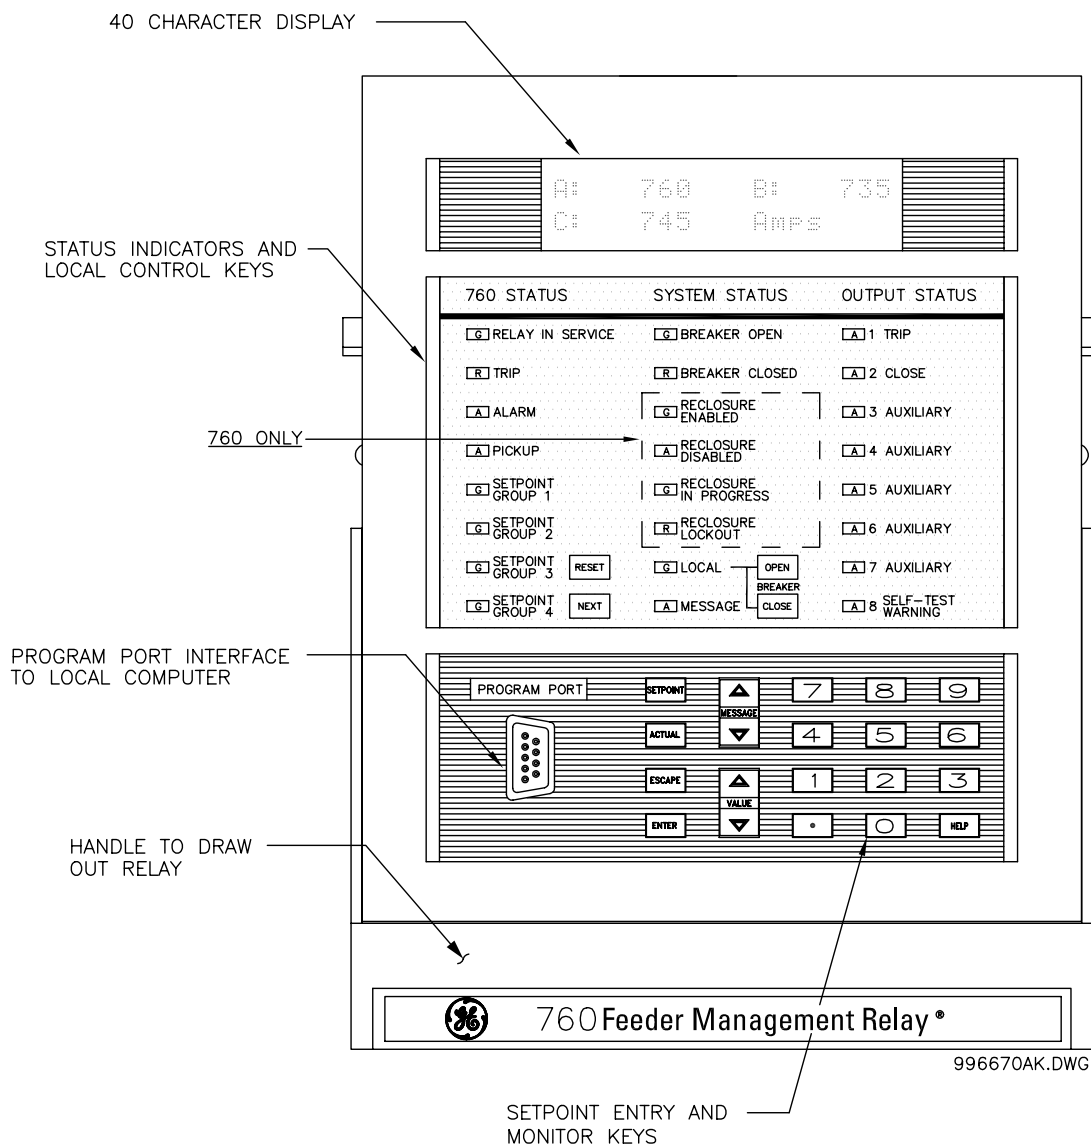 40 CHARACTER DISPLAY
A: 760 B: 735
C: 745 Amps
STATUS INDICATORS AND
LOCAL CONTROL KEYS
760 STATUS
RELAY IN SERVICE
G
TRIP
R
ALARM
A
PICKUP
A
G SETPOINT
GROUP 1
G SETPOINT
GROUP 2
G SETPOINT
GROUP 3
RESET
G SETPOINT
GROUP 4
NEXT
SYSTEM STATUS
G BREAKER OPEN
R BREAKER CLOSED
760 ONLY
G RECLOSURE
ENABLED
A RECLOSURE
DISABLED
G RECLOSURE
IN PROGRESS
R RECLOSURE
LOCKOUT
G LOCAL
OPEN
BREAKER
A MESSAGE
CLOSE
OUTPUT STATUS
A 1 TRIP
A 2 CLOSE
A 3 AUXILIARY
A 4 AUXILIARY
A 5 AUXILIARY
A 6 AUXILIARY
A 7 AUXILIARY
A 8 SELF-TEST
WARNING
PROGRAM PORT INTERFACE
TO LOCAL COMPUTER
PROGRAM PORT
SETPOINT
ACTUAL
ESCAPE
ENTER
MESSAGE
VALUE
7 8 9
4 5 6
1 2 3
. 0 HELP
HANDLE TO DRAW
OUT RELAY
GE
760 Feeder Management Relay ®
996670AK.DWG
SETPOINT ENTRY AND
MONITOR KEYS